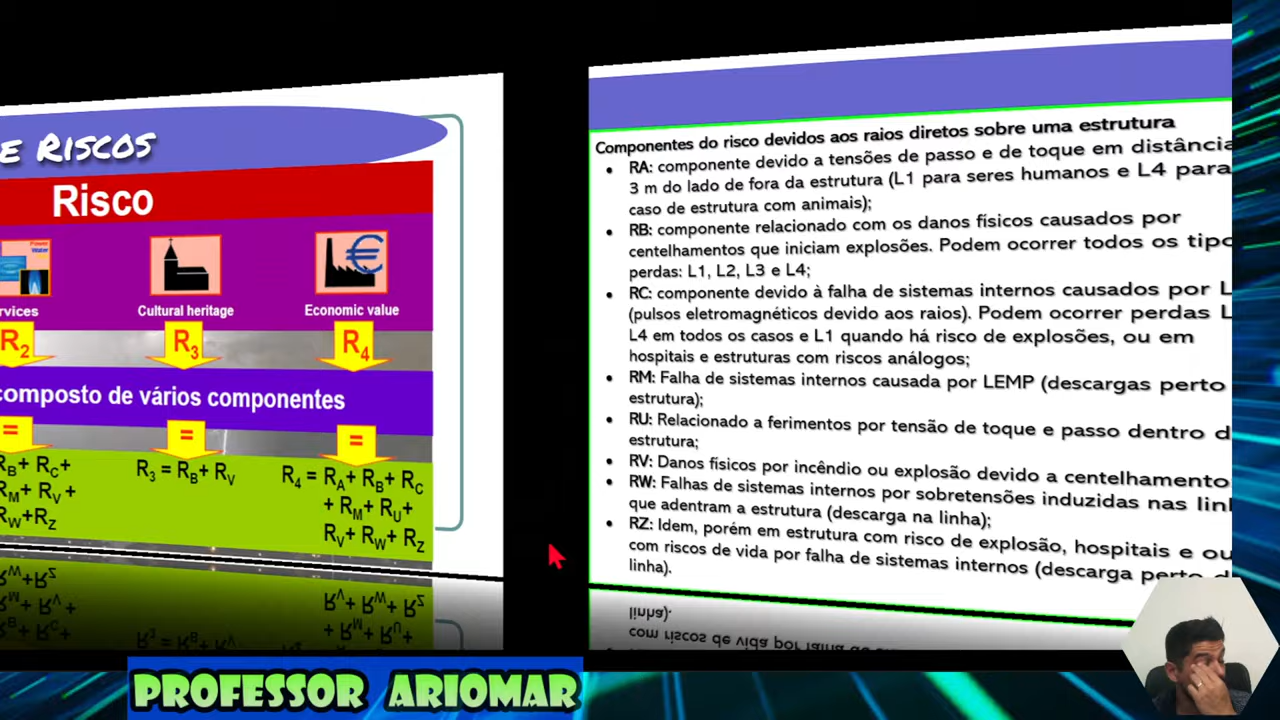 E RISCOS
Risco
Power
Water
rvices
Cultural heritage
Economic value
R2
R3
R4
composto de vários componentes
=
=
=
RB+ RC+
RM+ RV +
RW+RZ
R3 = RB+ RV
R4 = RA+ RB+ RC
+ RM+ RU+
RV+ RW+ RZ
Componentes do risco devidos aos raios diretos sobre uma estrutura
• RA: componente devido a tensões de passo e de toque em distância
3 m do lado de fora da estrutura (L1 para seres humanos e L4 para
caso de estrutura com animais);
• RB: componente relacionado com os danos físicos causados por
centelhamentos que iniciam explosões. Podem ocorrer todos os tipo
perdas: L1, L2, L3 e L4;
• RC: componente devido à falha de sistemas internos causados por L
(pulsos eletromagnéticos devido aos raios). Podem ocorrer perdas L
L4 em todos os casos e L1 quando há risco de explosões, ou em
hospitais e estruturas com riscos análogos;
• RM: Falha de sistemas internos causada por LEMP (descargas perto
estrutura);
• RU: Relacionado a ferimentos por tensão de toque e passo dentro d
estrutura;
• RV: Danos físicos por incêndio ou explosão devido a centelhamento
• RW: Falhas de sistemas internos por sobretensões induzidas nas linh
que adentram a estrutura (descarga na linha);
• RZ: Idem, porém em estrutura com risco de explosão, hospitais e ou
com riscos de vida por falha de sistemas internos (descarga perto d
linha).
PROFESSOR ARIOMAR